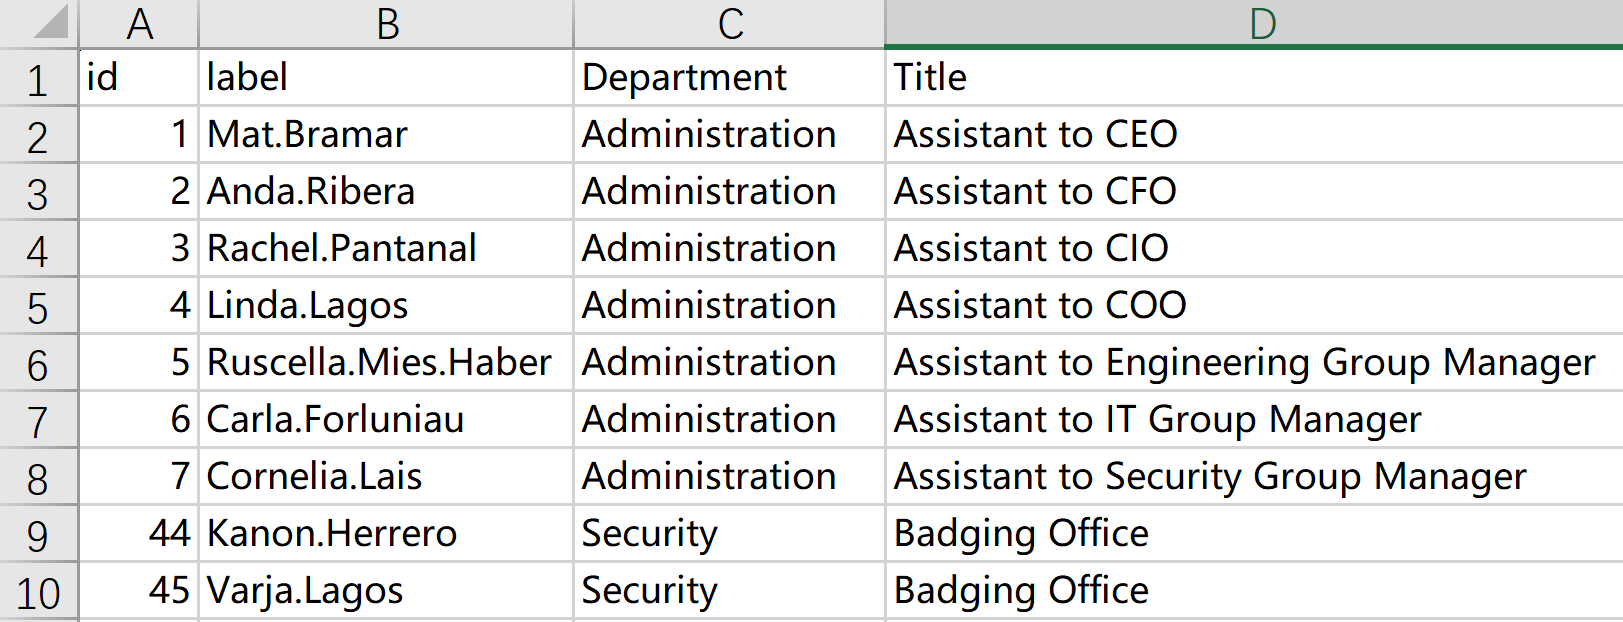 A B C D
1 id label Department Title
2 1 Mat.Bramar Administration Assistant to CEO
3 2 Anda.Ribera Administration Assistant to CFO
4 3 Rachel.Pantanal Administration Assistant to CIO
5 4 Linda.Lagos Administration Assistant to COO
6 5 Ruscella.Mies.Haber Administration Assistant to Engineering Group Manager
7 6 Carla.Forluniau Administration Assistant to IT Group Manager
8 7 Cornelia.Lais Administration Assistant to Security Group Manager
9 44 Kanon.Herrero Security Badging Office
10 45 Varja.Lagos Security Badging Office